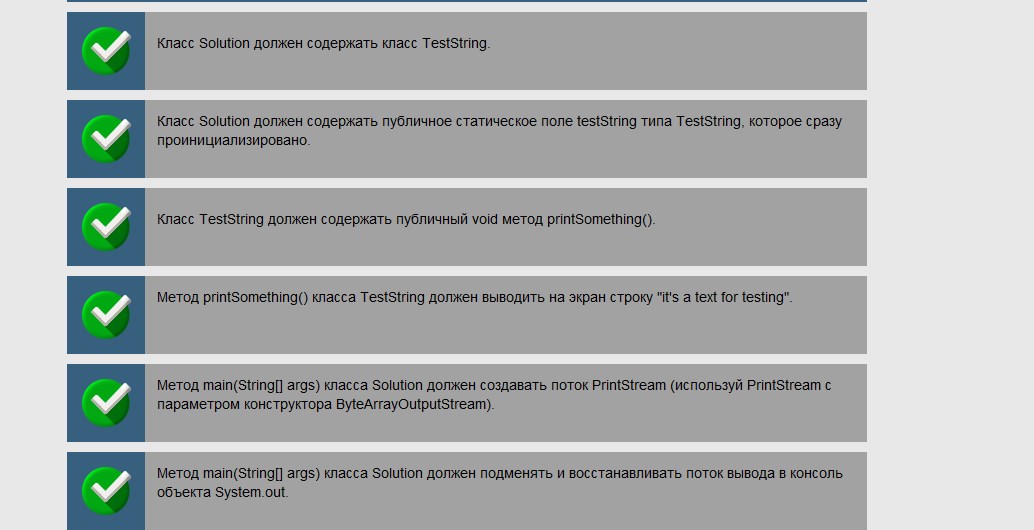 Класс Solution должен содержать класс TestString.
Класс Solution должен содержать публичное статическое поле testString типа TestString, которое сразу
проинициализировано.
Класс TestString должен содержать публичный void метод printSomething().
Метод printSomething() класса TestString должен выводить на экран строку "it's a text for testing".
Метод main(String[] args) класса Solution должен создавать поток PrintStream (используй PrintStream c
параметром конструктора ByteArrayOutputStream).
Метод main(String[] args) класса Solution должен подменять и восстанавливать поток вывода в консоль
объекта System.out.